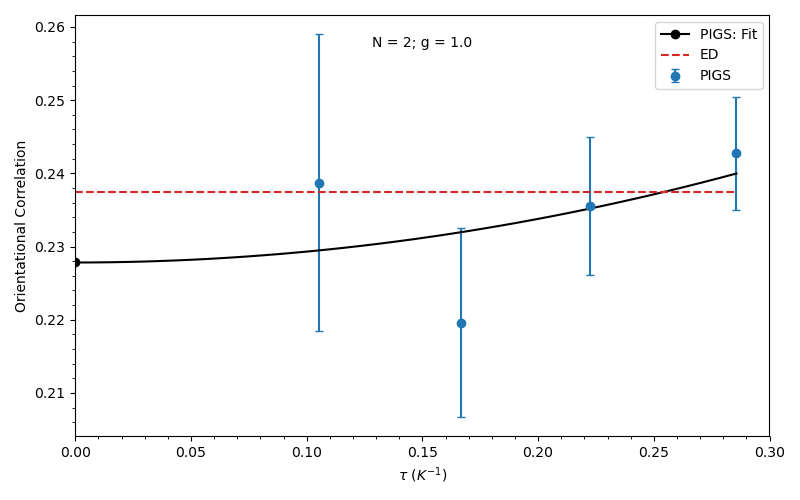 N = 2; g = 1.0
PIGS: Fit
ED
PIGS
Orientational Correlation
0.26
0.25
0.24
0.23
0.22
0.21
0.00 0.05 0.10 0.15 0.20 0.25 0.30
τ (K⁻¹)